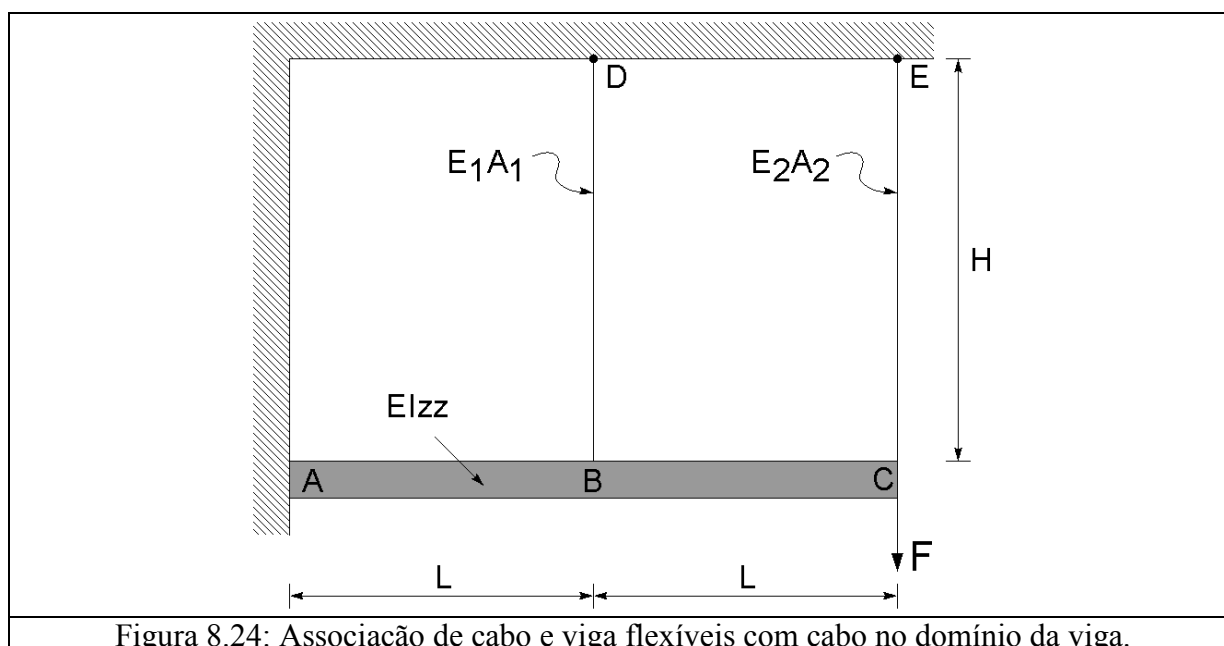 D
E
E₁A₁
E₂A₂
H
EIzz
A
B
C
F
L
L
Figura 8.24: Associação de cabo e viga flexíveis com cabo no domínio da viga.